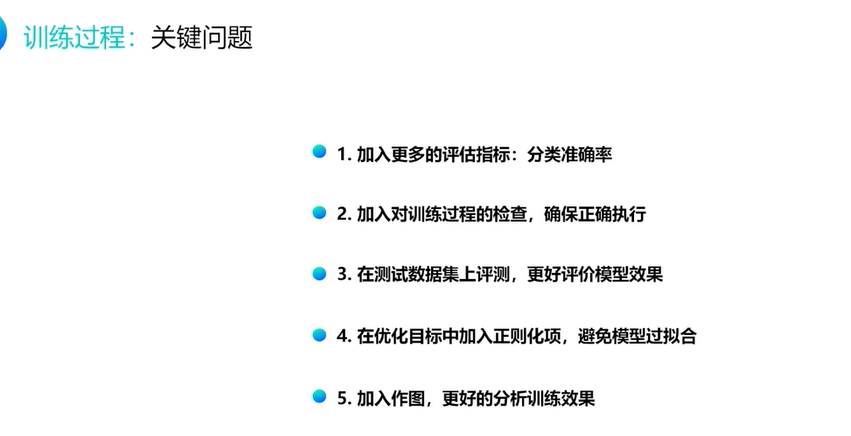 训练过程：关键问题
1. 加入更多的评估指标：分类准确率
2. 加入对训练过程的检查，确保正确执行
3. 在测试数据集上评测，更好评价模型效果
4. 在优化目标中加入正则化项，避免模型过拟合
5. 加入作图，更好的分析训练效果